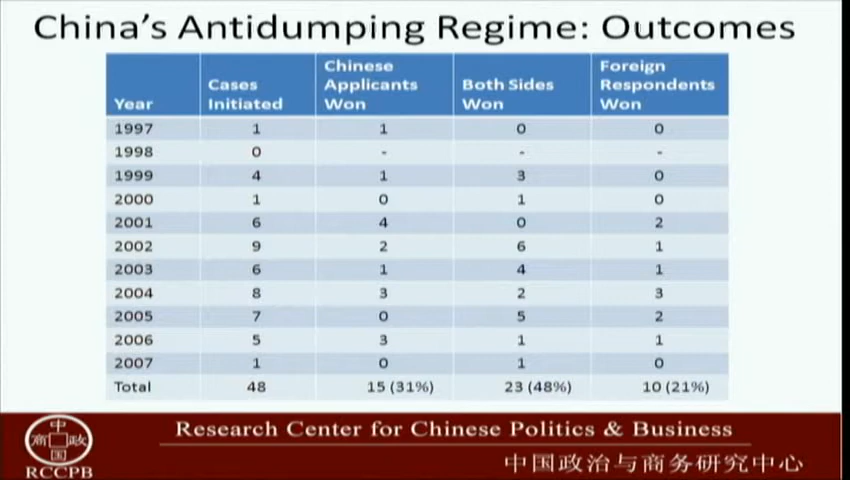 China's Antidumping Regime: Outcomes
Year | Cases Initiated | Chinese Applicants Won | Both Sides Won | Foreign Respondents Won
1997 | 1 | 1 | 0 | 0
1998 | 0 | - | - | -
1999 | 4 | 1 | 3 | 0
2000 | 1 | 0 | 1 | 0
2001 | 6 | 4 | 0 | 2
2002 | 9 | 2 | 6 | 1
2003 | 6 | 1 | 4 | 1
2004 | 8 | 3 | 2 | 3
2005 | 7 | 0 | 5 | 2
2006 | 5 | 3 | 1 | 1
2007 | 1 | 0 | 1 | 0
Total | 48 | 15 (31%) | 23 (48%) | 10 (21%)
中
商 政
国
RCCPB
Research Center for Chinese Politics & Business
中国政治与商务研究中心